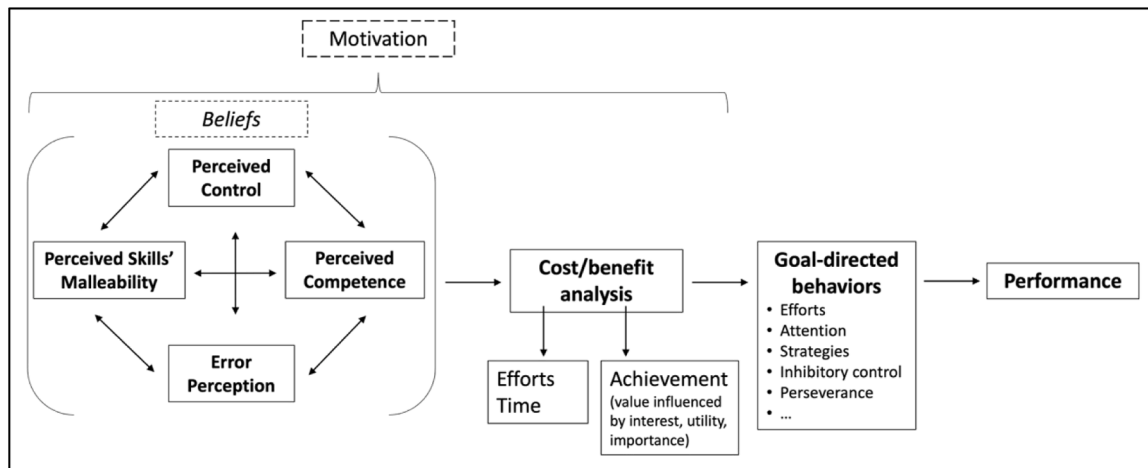 Motivation
Beliefs
Perceived
Control
Perceived Skills'
Malleability
Perceived
Competence
Error
Perception
Cost/benefit
analysis
Efforts
Time
Achievement
(value influenced
by interest, utility,
importance)
Goal-directed
behaviors
• Efforts
• Attention
• Strategies
• Inhibitory control
• Perseverance
• ...
Performance